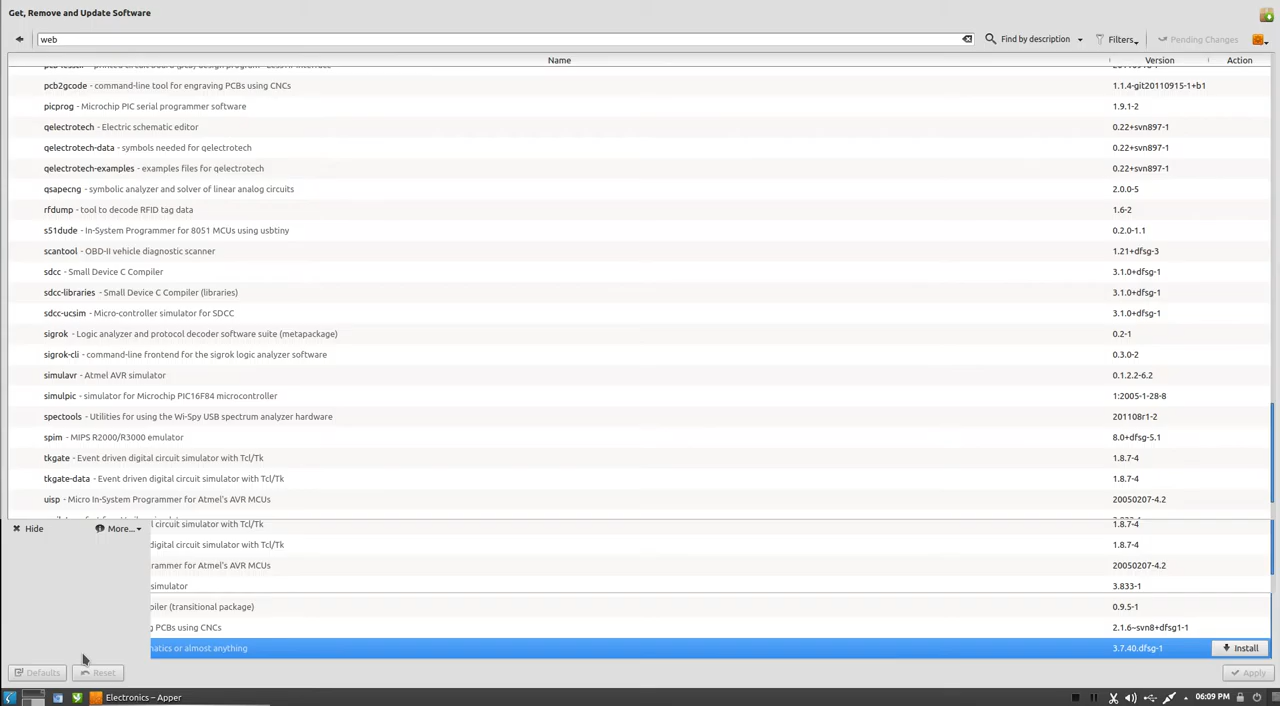 Get, Remove and Update Software
web
Find by description
Filters
Pending Changes
Name Version Action
pcb2gcode - command-line tool for engraving PCBs using CNCs 1.1.4-git20110915-1+b1
picprog - Microchip PIC serial programmer software 1.9.1-2
qelectrotech - Electric schematic editor 0.22+svn897-1
qelectrotech-data - symbols needed for qelectrotech 0.22+svn897-1
qelectrotech-examples - examples files for qelectrotech 0.22+svn897-1
qsapecng - symbolic analyzer and solver of linear analog circuits 2.0.0-5
rfdump - tool to decode RFID tag data 1.6-2
s51dude - In-System Programmer for 8051 MCUs using usbtiny 0.2.0-1.1
scantool - OBD-II vehicle diagnostic scanner 1.21+dfsg-3
sdcc - Small Device C Compiler 3.1.0+dfsg-1
sdcc-libraries - Small Device C Compiler (libraries) 3.1.0+dfsg-1
sdcc-ucsim - Micro-controller simulator for SDCC 3.1.0+dfsg-1
sigrok - Logic analyzer and protocol decoder software suite (metapackage) 0.2-1
sigrok-cli - command-line frontend for the sigrok logic analyzer software 0.3.0-2
simulavr - Atmel AVR simulator 0.1.2.2-6.2
simulpic - simulator for Microchip PIC16F84 microcontroller 1:2005-1-28-8
spectools - Utilities for using the Wi-Spy USB spectrum analyzer hardware 201108r1-2
spim - MIPS R2000/R3000 emulator 8.0+dfsg-5.1
tkgate - Event driven digital circuit simulator with Tcl/Tk 1.8.7-4
tkgate-data - Event driven digital circuit simulator with Tcl/Tk 1.8.7-4
uisp - Micro In-System Programmer for Atmel's AVR MCUs 20050207-4.2
Hide More... l circuit simulator with Tcl/Tk 1.8.7-4
digital circuit simulator with Tcl/Tk 1.8.7-4
grammer for Atmel's AVR MCUs 20050207-4.2
simulator 3.833-1
piler (transitional package) 0.9.5-1
g PCBs using CNCs 2.1.6~svn8+dfsg1-1
matics or almost anything 3.7.40.dfsg-1 Install
Defaults Reset Apply
Electronics – Apper 06:09 PM